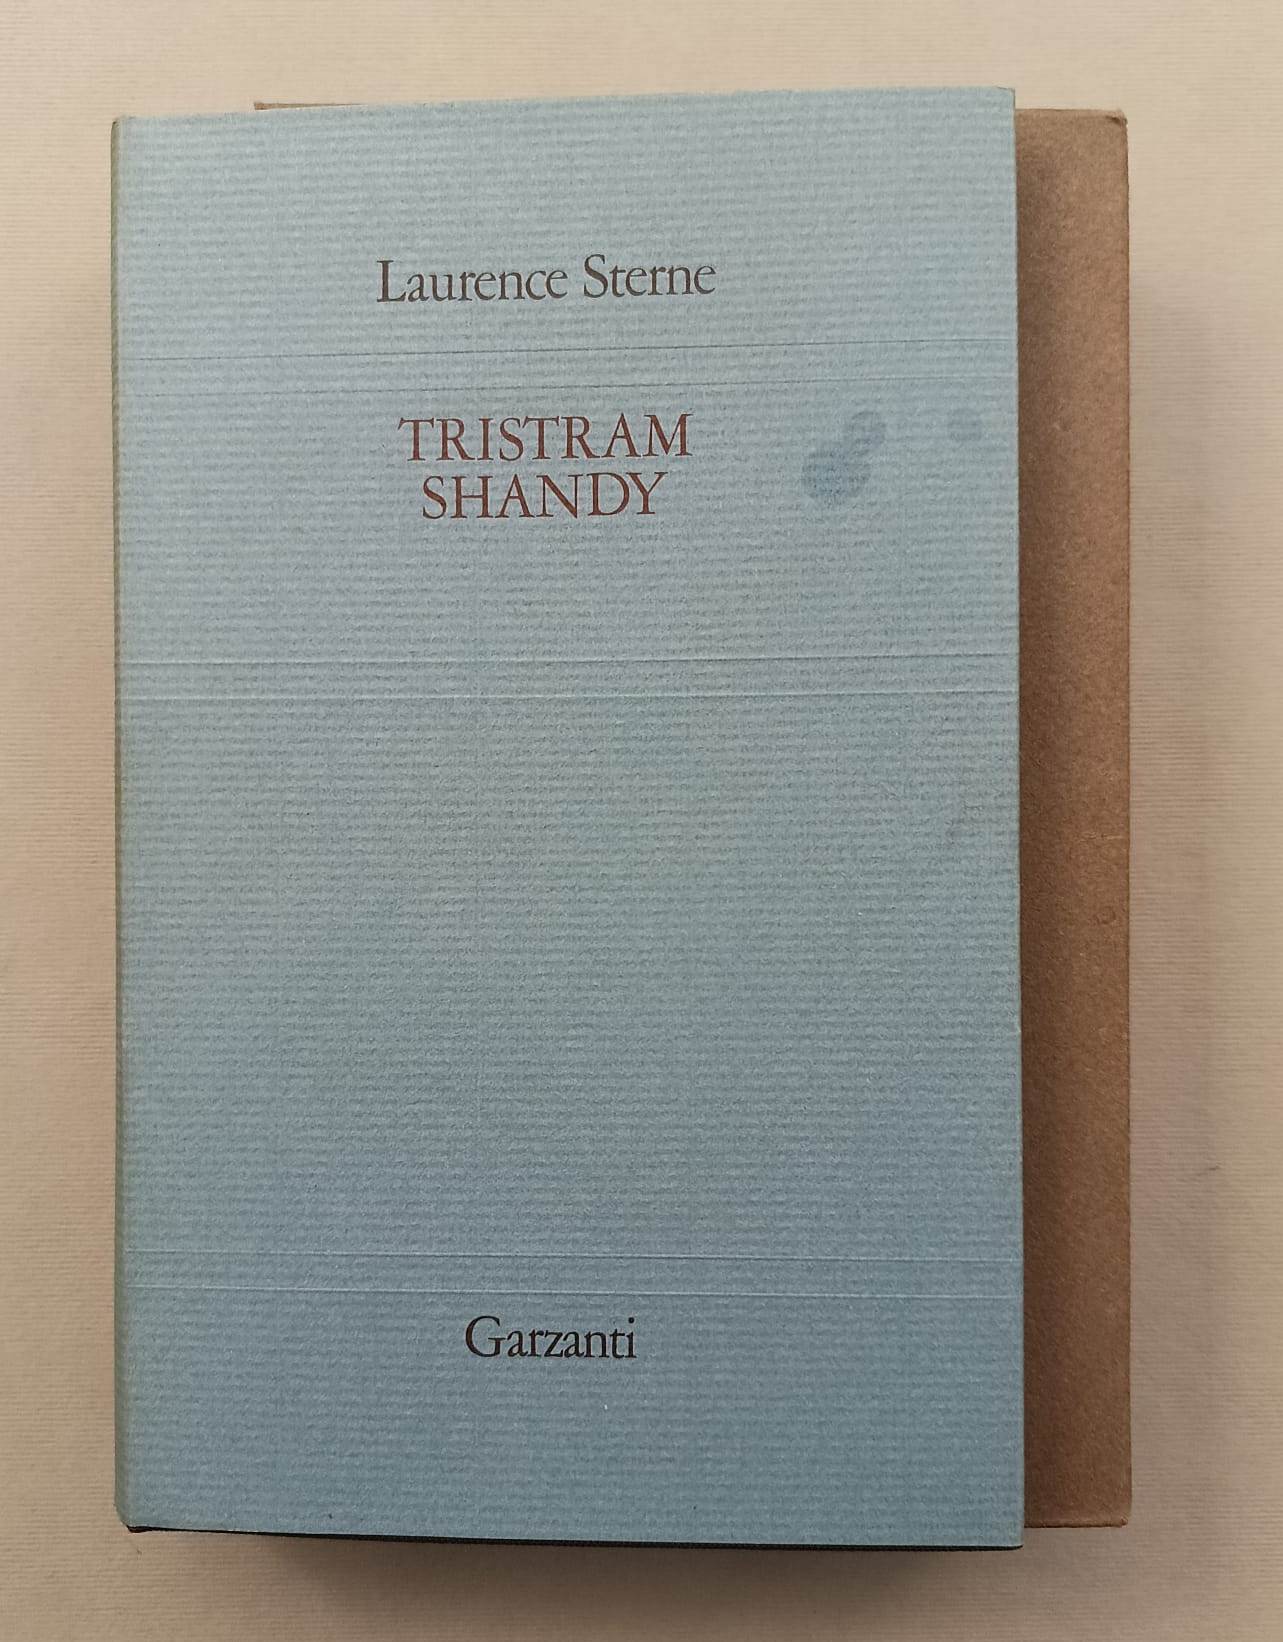 Laurence Sterne
TRISTRAM
SHANDY
Garzanti